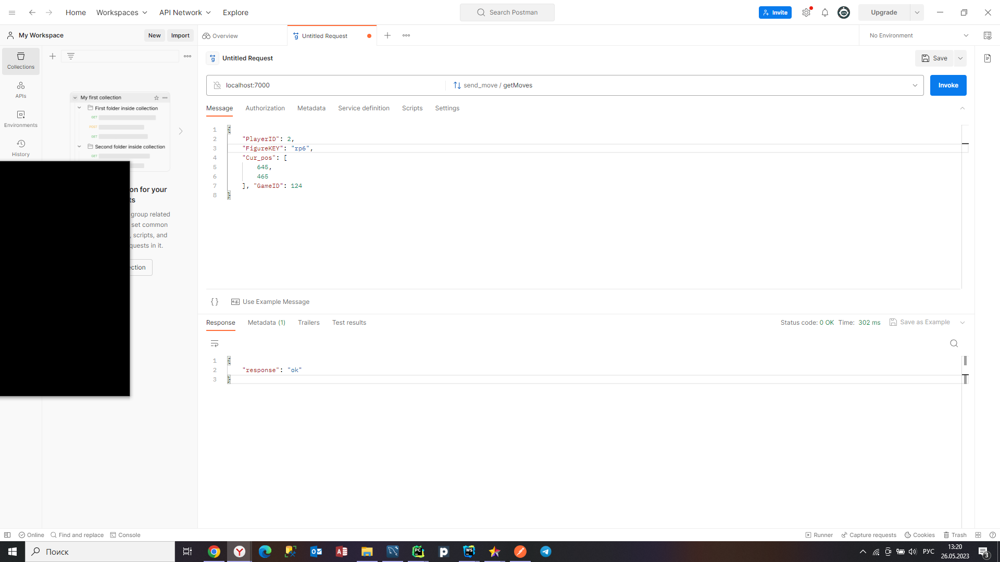 Home
Workspaces
API Network
Explore
Search Postman
Invite
Upgrade
My Workspace
New
Import
Overview
Untitled Request
No Environment
Collections
APIs
Environments
History
My first collection
First folder inside collection
GET
POST
GET
Second folder inside collection
GET
on for your
ts
group related
set common
, scripts, and
quests in it.
ection
Untitled Request
Save
localhost:7000
send_move / getMoves
Invoke
Message
Authorization
Metadata
Service definition
Scripts
Settings
1 {
2 "PlayerID": 2,
3 "FigureKEY": "rp6",
4 "Cur_pos": [
5 645,
6 465
7 ], "GameID": 124
8 }
{} e.g. Use Example Message
Response
Metadata (1)
Trailers
Test results
Status code: 0 OK Time: 302 ms
Save as Example
1 {
2 "response": "ok"
3 }
Online
Find and replace
Console
Runner
Capture requests
Cookies
Trash
Поиск
PC
WS
РУС
13:20
26.05.2023
3